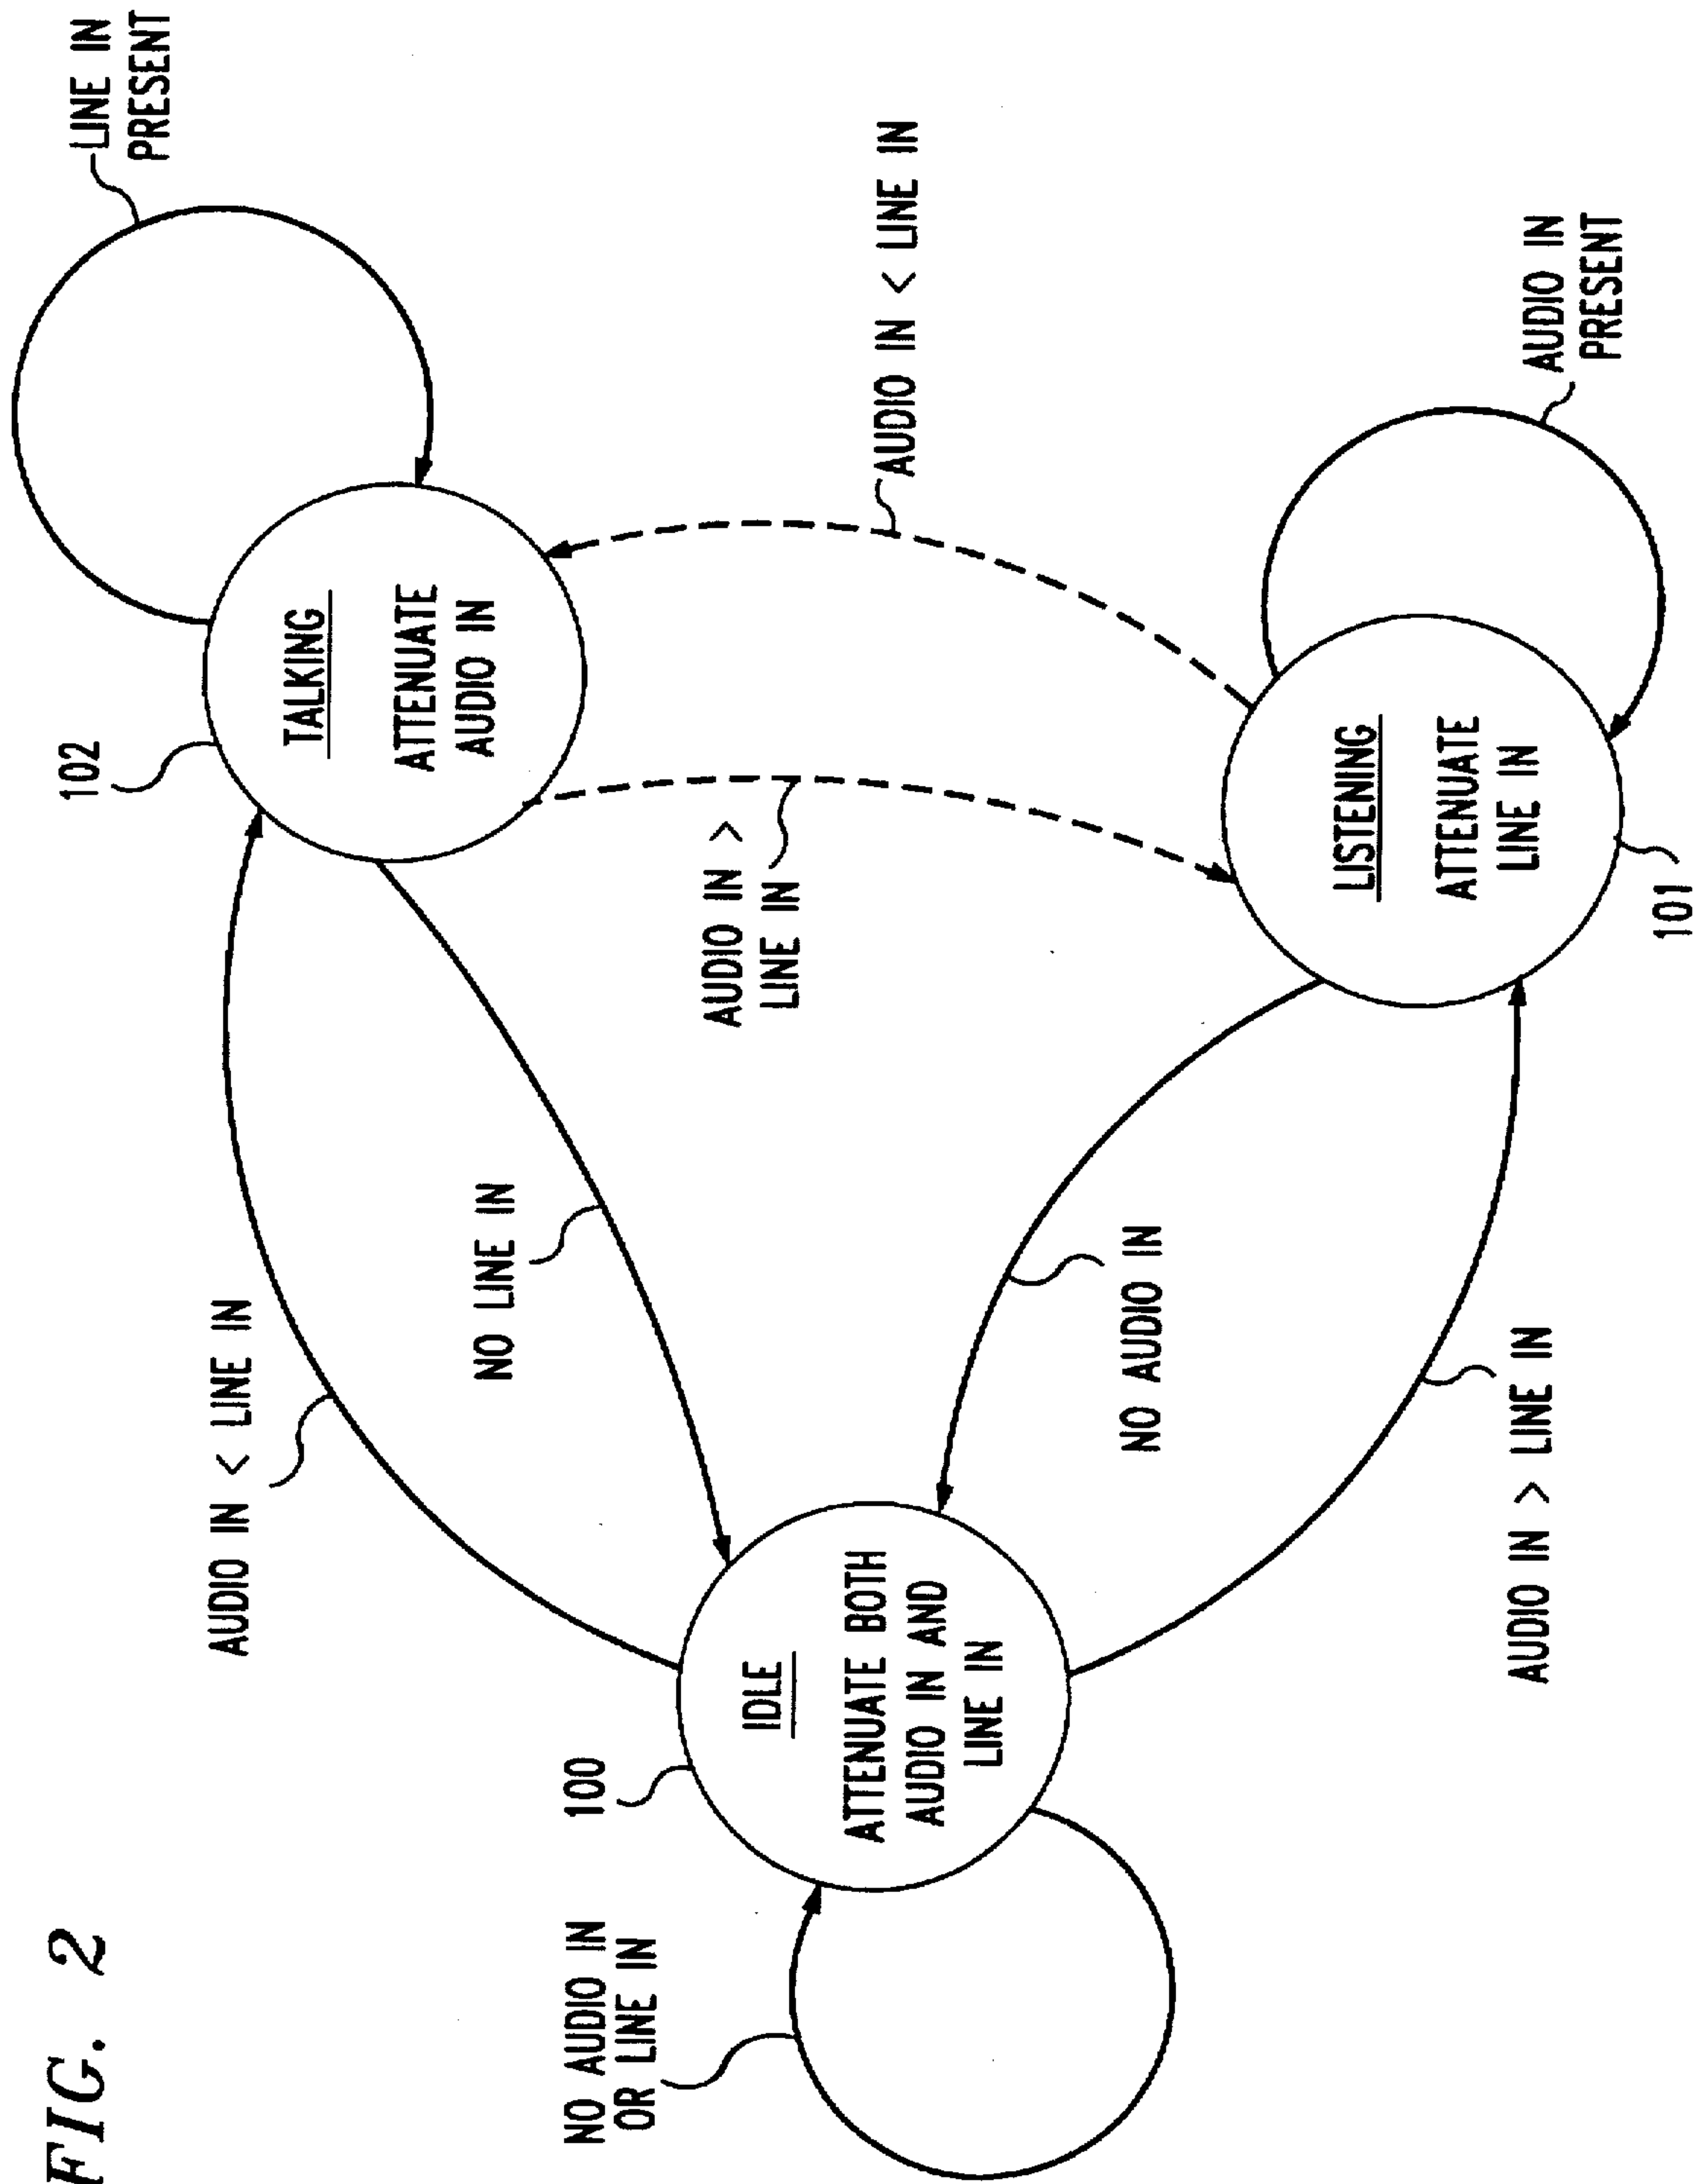 FIG. 2
LINE IN
PRESENT
102
TALKING
ATTENUATE
AUDIO IN
AUDIO IN < LINE IN
NO LINE IN
AUDIO IN >
LINE IN
AUDIO IN < LINE IN
100
IDLE
ATTENUATE BOTH
AUDIO IN AND
LINE IN
NO AUDIO IN
OR LINE IN
NO AUDIO IN
LISTENING
ATTENUATE
LINE IN
101
AUDIO IN > LINE IN
AUDIO IN
PRESENT